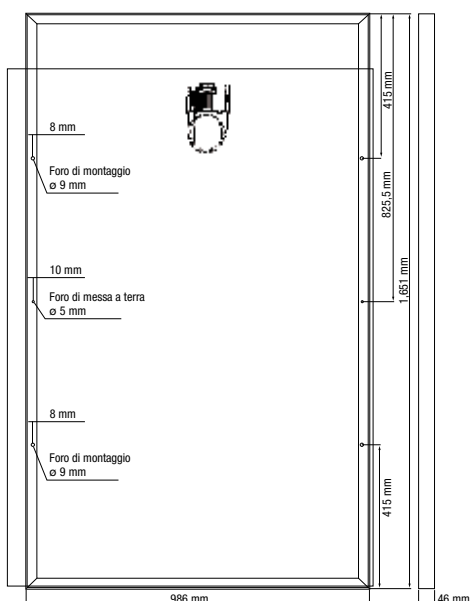 415 mm
8 mm
Foro di montaggio
ø 9 mm
825,5 mm
10 mm
1,651 mm
Foro di messa a terra
ø 5 mm
8 mm
Foro di montaggio
ø 9 mm
415 mm
986 mm
46 mm